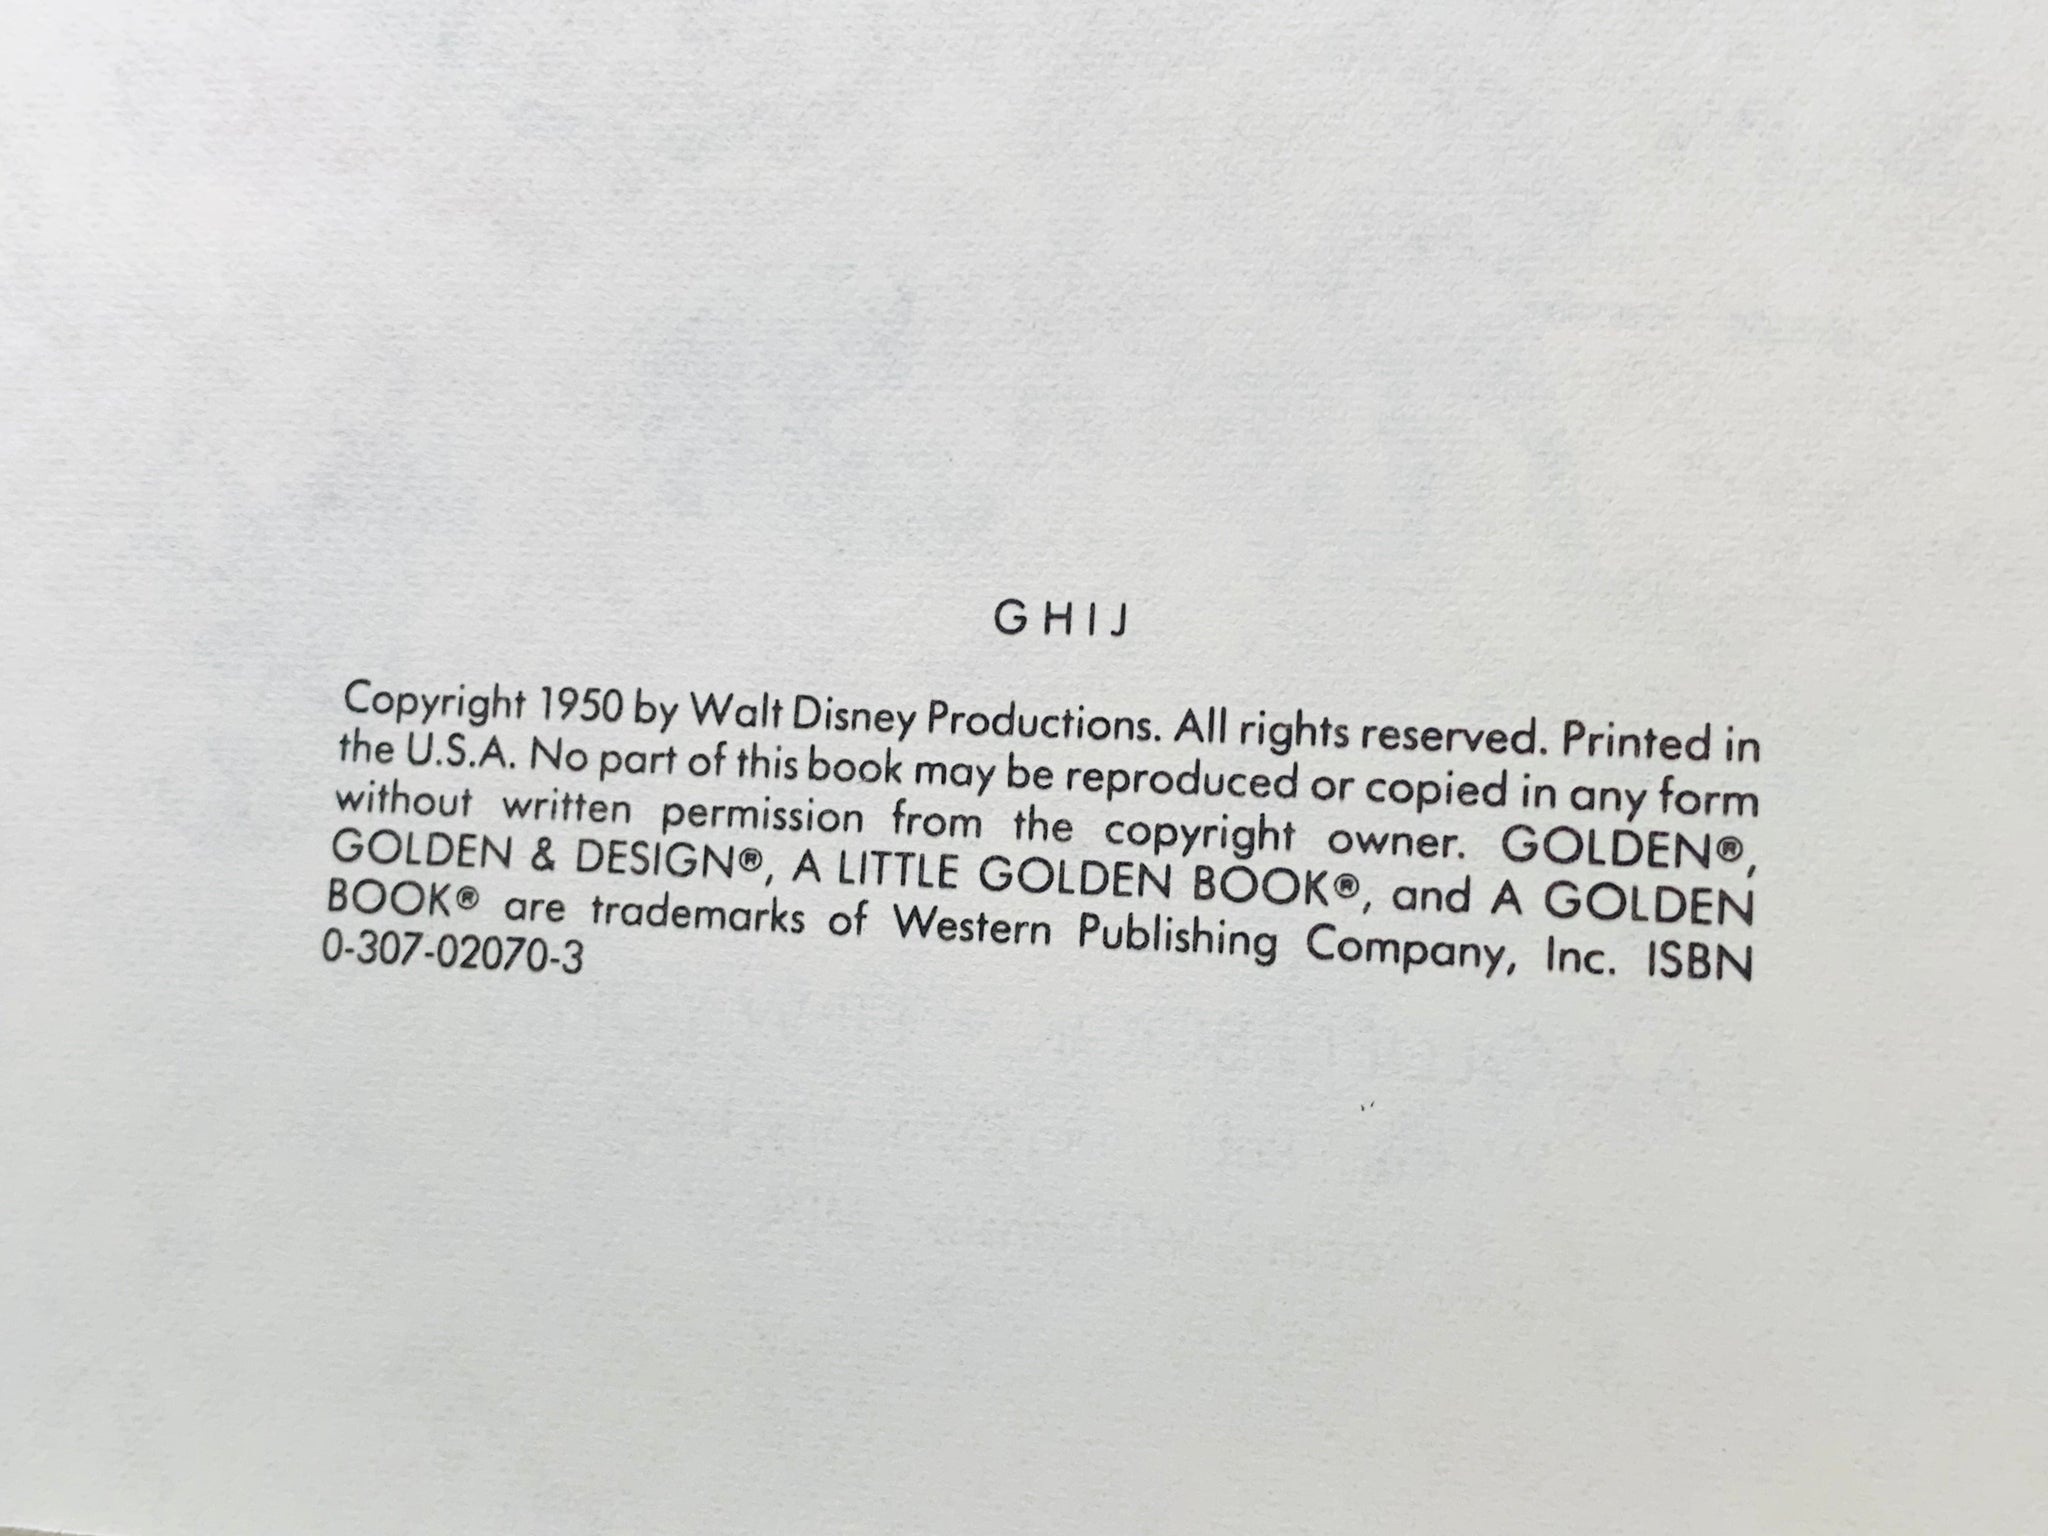 G H I J
Copyright 1950 by Walt Disney Productions. All rights reserved. Printed in
the U.S.A. No part of this book may be reproduced or copied in any form
without written permission from the copyright owner. GOLDEN®,
GOLDEN & DESIGN®, A LITTLE GOLDEN BOOK®, and A GOLDEN
BOOK® are trademarks of Western Publishing Company, Inc. ISBN
0-307-02070-3